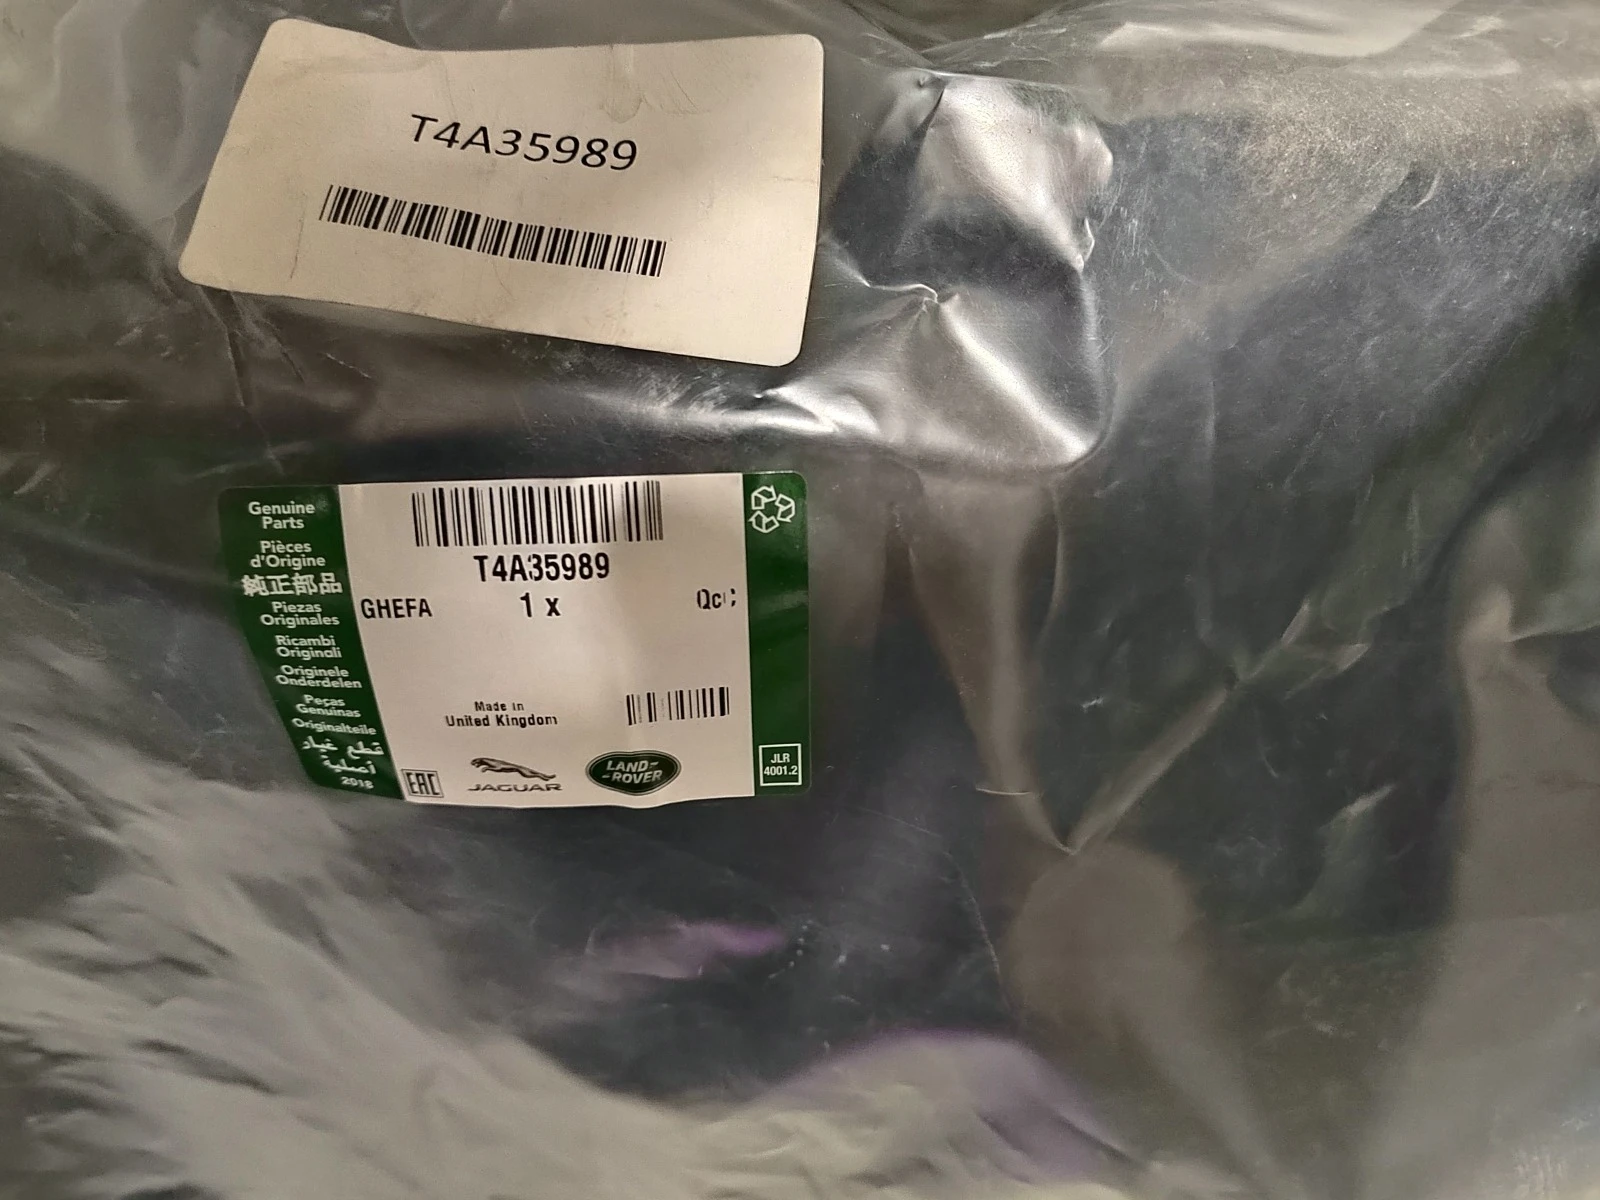 T4A35989
Genuine
Parts
Pièces
d'Origine
純正部品
Piezas
Originales
Ricambi
Originali
Originele
Onderdelen
Peças
Genuinas
Originalteile
قطع غيار
أصلية
2018
T4A35989
GHEFA 1 x
Made in
United Kingdom
EAC
JAGUAR
LAND-
-ROVER
JLR
4001.2